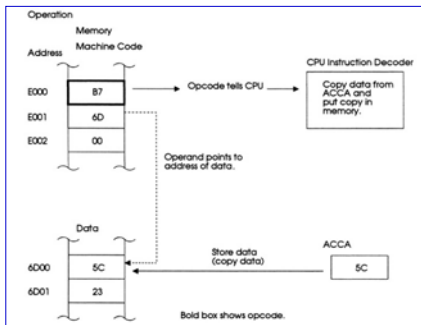 Operation
Memory
Machine Code
Address
CPU Instruction Decoder
E000
B7
Opcode tells CPU
Copy data from
ACCA and
put copy in
memory.
E001
6D
E002
00
Operand points to
address of data.
Data
Store data
(copy data)
ACCA
6D00
5C
5C
6D01
23
Bold box shows opcode.